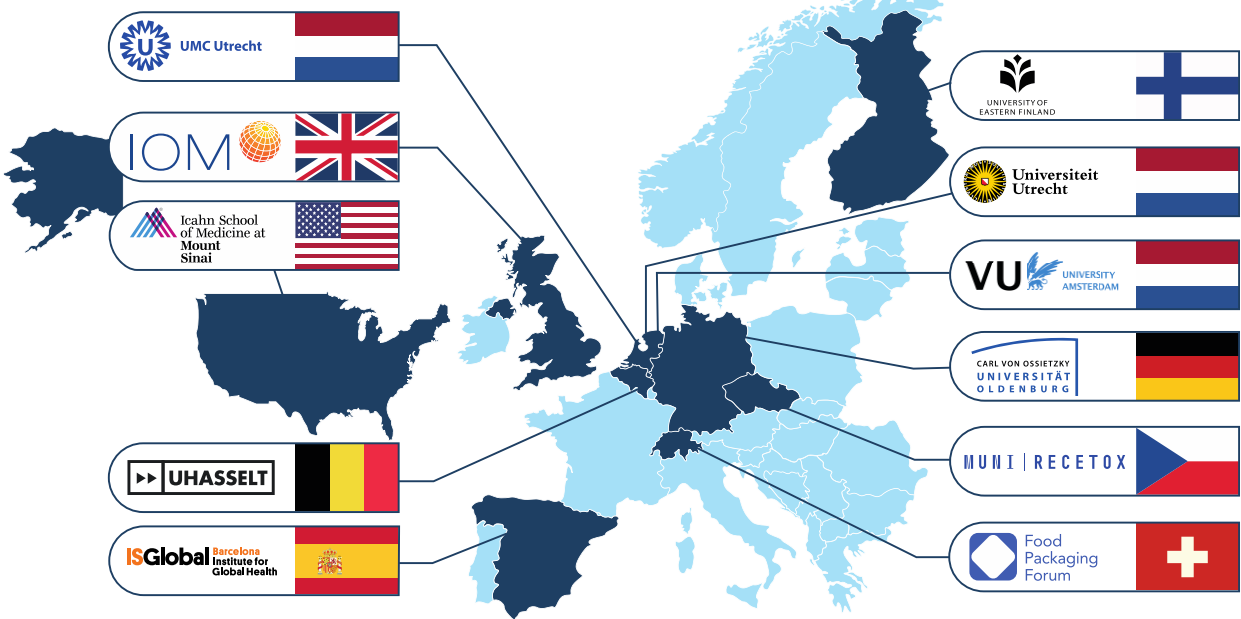 UMC Utrecht
IOM
Icahn School
of Medicine at
Mount
Sinai
UHASSELT
ISGlobal
Barcelona
Institute for
Global Health
UNIVERSITY OF
EASTERN FINLAND
Universiteit
Utrecht
VU
UNIVERSITY
AMSTERDAM
CARL VON OSSIETZKY
UNIVERSITÄT
OLDENBURG
MUNI | RECETOX
Food
Packaging
Forum